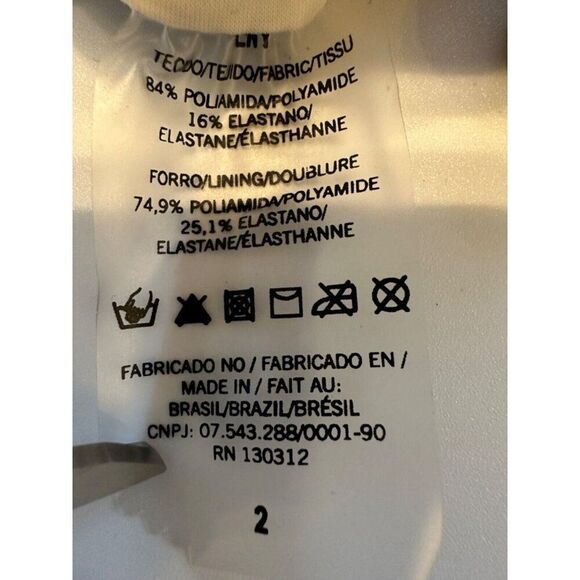 LNY
TECIDO/TEJIDO/FABRIC/TISSU
84% POLIAMIDA/POLYAMIDE
16% ELASTANO/
ELASTANE/ÉLASTHANNE
FORRO/LINING/DOUBLURE
74,9% POLIAMIDA/POLYAMIDE
25,1% ELASTANO/
ELASTANE/ÉLASTHANNE
FABRICADO NO / FABRICADO EN /
MADE IN / FAIT AU:
BRASIL/BRAZIL/BRÉSIL
CNPJ: 07.543.288/0001-90
RN 130312
2